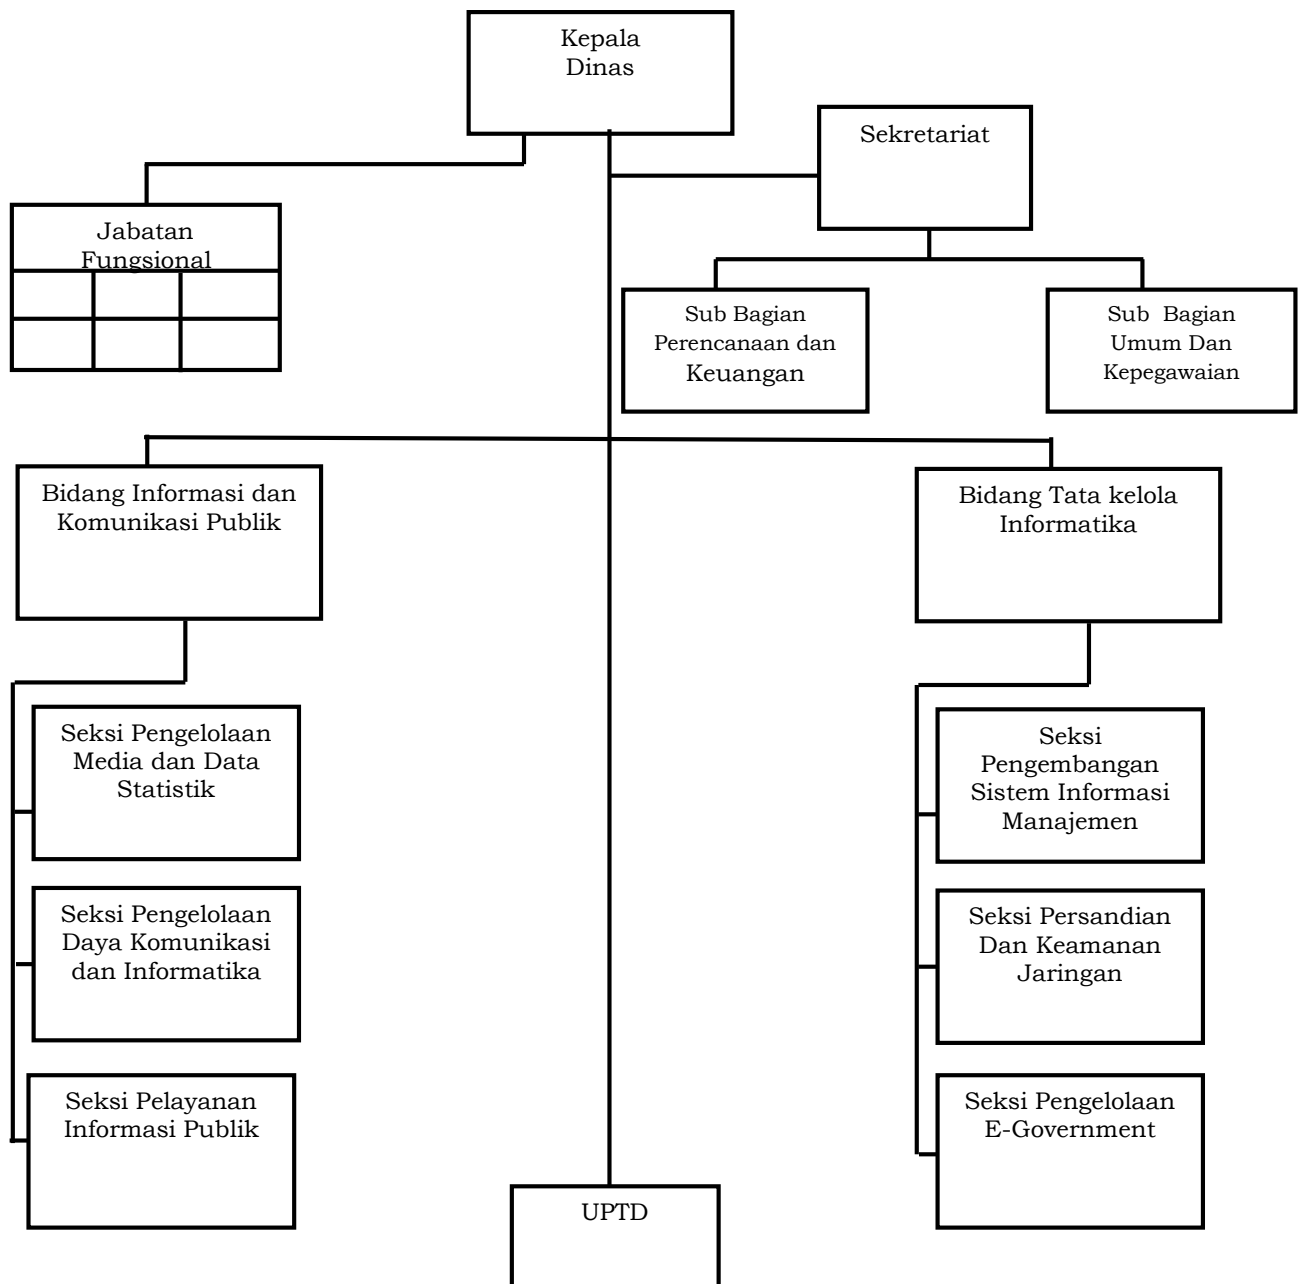 Kepala
Dinas
Sekretariat
Jabatan
Fungsional
Sub Bagian
Perencanaan dan
Keuangan
Sub  Bagian
Umum Dan
Kepegawaian
Bidang Informasi dan
Komunikasi Publik
Bidang Tata kelola
Informatika
Seksi Pengelolaan
Media dan Data
Statistik
Seksi
Pengembangan
Sistem Informasi
Manajemen
Seksi Pengelolaan
Daya Komunikasi
dan Informatika
Seksi Persandian
Dan Keamanan
Jaringan
Seksi Pelayanan
Informasi Publik
Seksi Pengelolaan
E-Government
UPTD